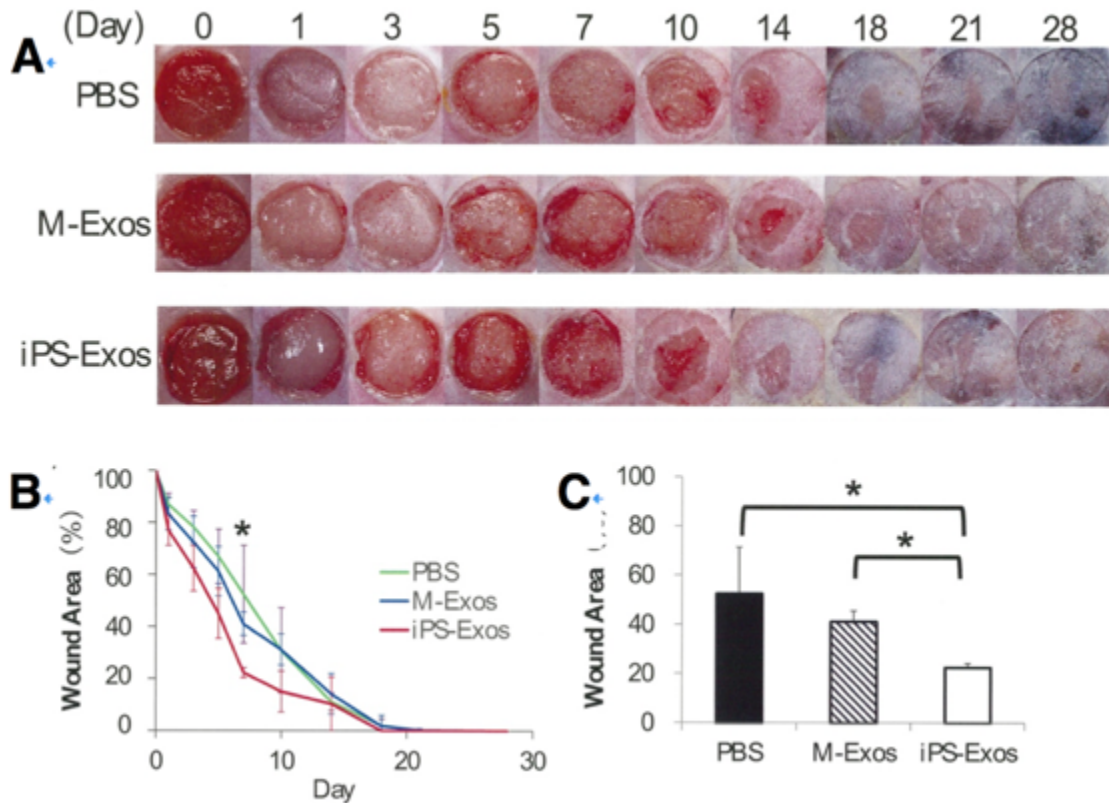 (Day) 0 1 3 5 7 10 14 18 21 28
A
PBS
M-Exos
iPS-Exos
B
Wound Area (%)
100
80
60
40
20
0
*
PBS
M-Exos
iPS-Exos
0 10 20 30
Day
C
Wound Area
100
80
60
40
20
0
*
*
PBS M-Exos iPS-Exos